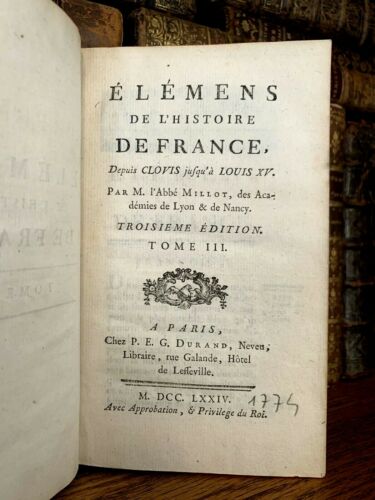 ÉLÉMENS
DE L'HISTOIRE
DE FRANCE,
Depuis CLOVIS jusqu'à LOUIS XV.
PAR M. l'Abbé MILLOT, des Aca-
démies de Lyon & de Nancy.
TROISIEME ÉDITION.
TOME III.
A PARIS,
Chez P. E. G. DURAND, Neveu,
Libraire, rue Galande, Hôtel
de Lesseville.
M. DCC. LXXIV.
1774
Avec Approbation, & Privilege du Roi.